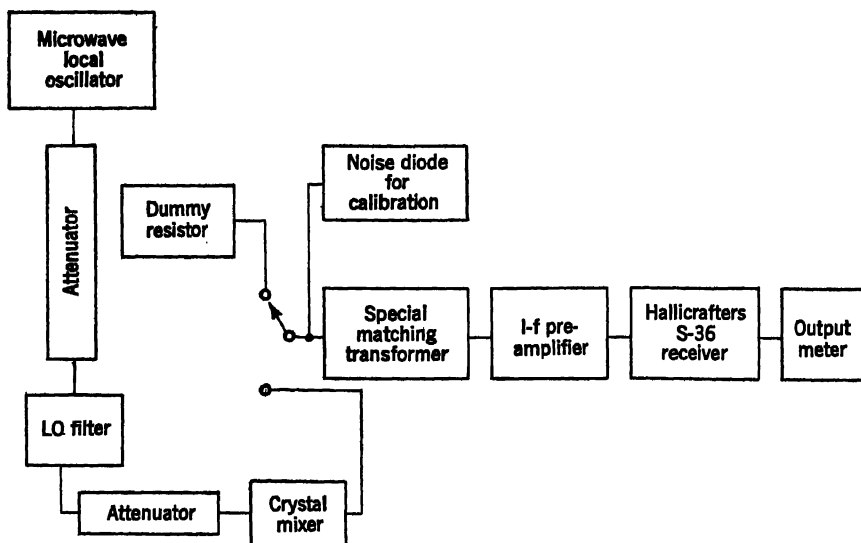 Microwave
local
oscillator
Attenuator
Noise diode
for
calibration
Dummy
resistor
Special
matching
transformer
I-f pre-
amplifier
Hallicrafters
S-36
receiver
Output
meter
LO filter
Attenuator
Crystal
mixer